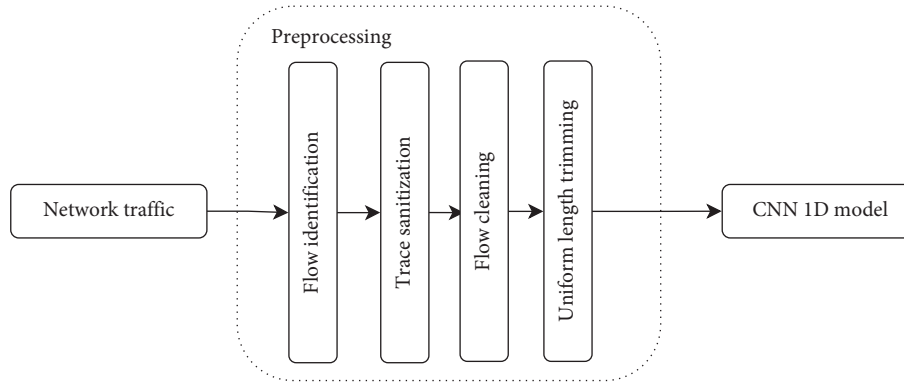 Preprocessing
Network traffic
Flow identification
Trace sanitization
Flow cleaning
Uniform length trimming
CNN 1D model